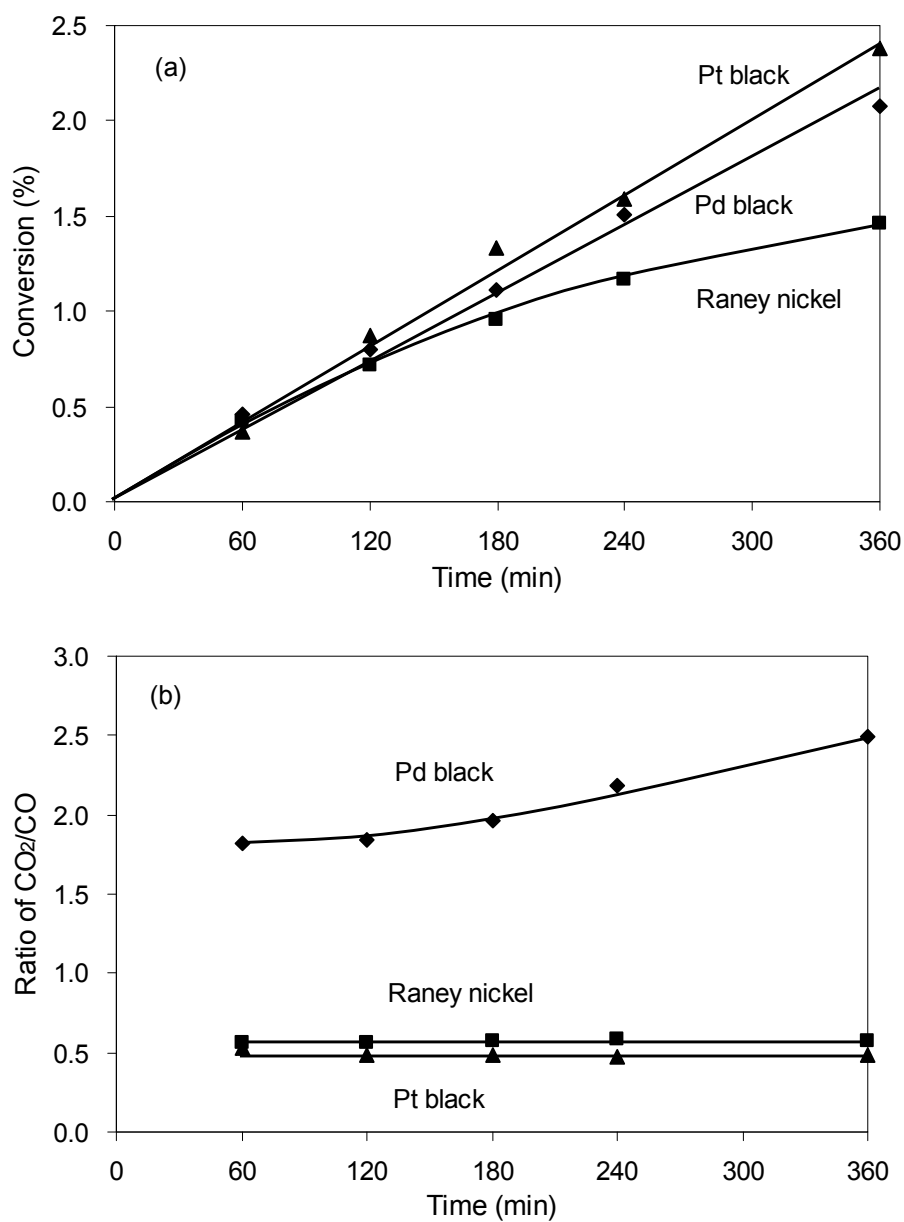 2.5
(a)
Pt black
2.0
Pd black
1.5
Raney nickel
1.0
0.5
0.0
Conversion (%)
0 60 120 180 240 300 360
Time (min)
3.0
(b)
2.5
Pd black
2.0
1.5
1.0
Raney nickel
0.5
Pt black
0.0
Ratio of CO2/CO
0 60 120 180 240 300 360
Time (min)